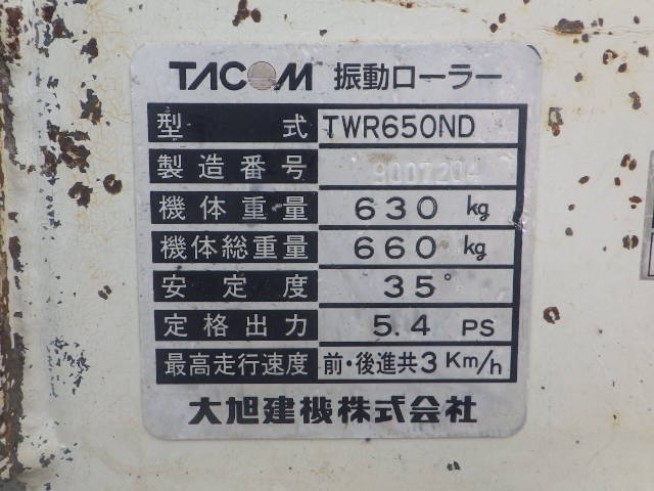 TACOM 振動ローラー
型 式 TWR650ND
製造番号 9007204
機体重量 630 kg
機体総重量 660 kg
安定度 35°
定格出力 5.4 PS
最高走行速度 前・後進共3 Km/h
大旭建機株式会社